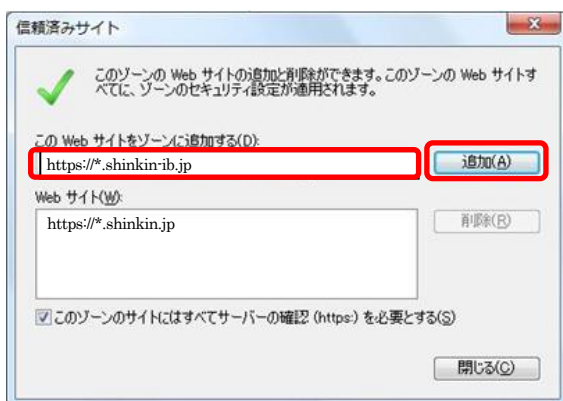 信頼済みサイト
このゾーンの Web サイトの追加と削除ができます。このゾーンの Web サイトす
べてに、ゾーンのセキュリティ設定が適用されます。
この Web サイトをゾーンに追加する(D):
https://*.shinkin-ib.jp
追加(A)
Web サイト(W):
https://*.shinkin.jp
削除(R)
このゾーンのサイトにはすべてサーバーの確認 (https:) を必要とする(S)
閉じる(C)